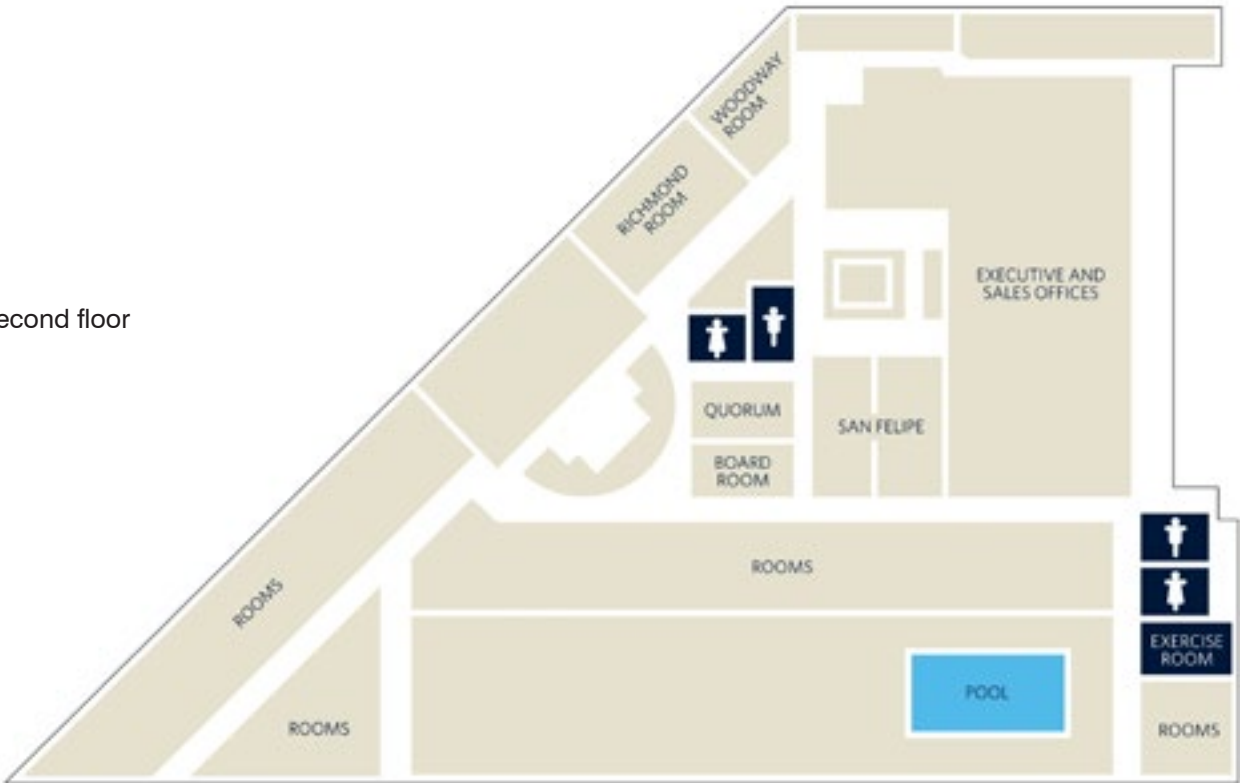 WOODWAY
ROOM
RICHMOND
ROOM
EXECUTIVE AND
SALES OFFICES
econd floor
QUORUM
SAN FELIPE
BOARD
ROOM
ROOMS
ROOMS
EXERCISE
ROOM
POOL
ROOMS
ROOMS